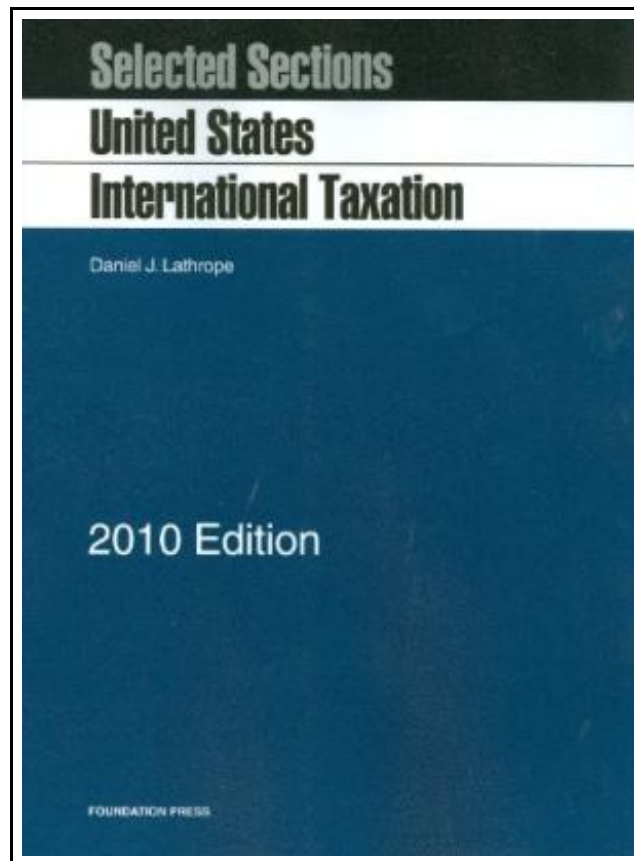 Selected Sections
United States
International Taxation
Daniel J. Lathrope
2010 Edition
FOUNDATION PRESS